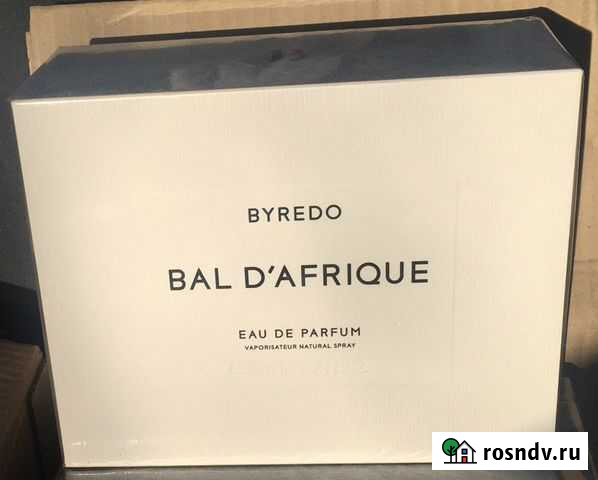 BYREDO
BAL D'AFRIQUE
EAU DE PARFUM
VAPORISATEUR NATURAL SPRAY
rosndv.ru